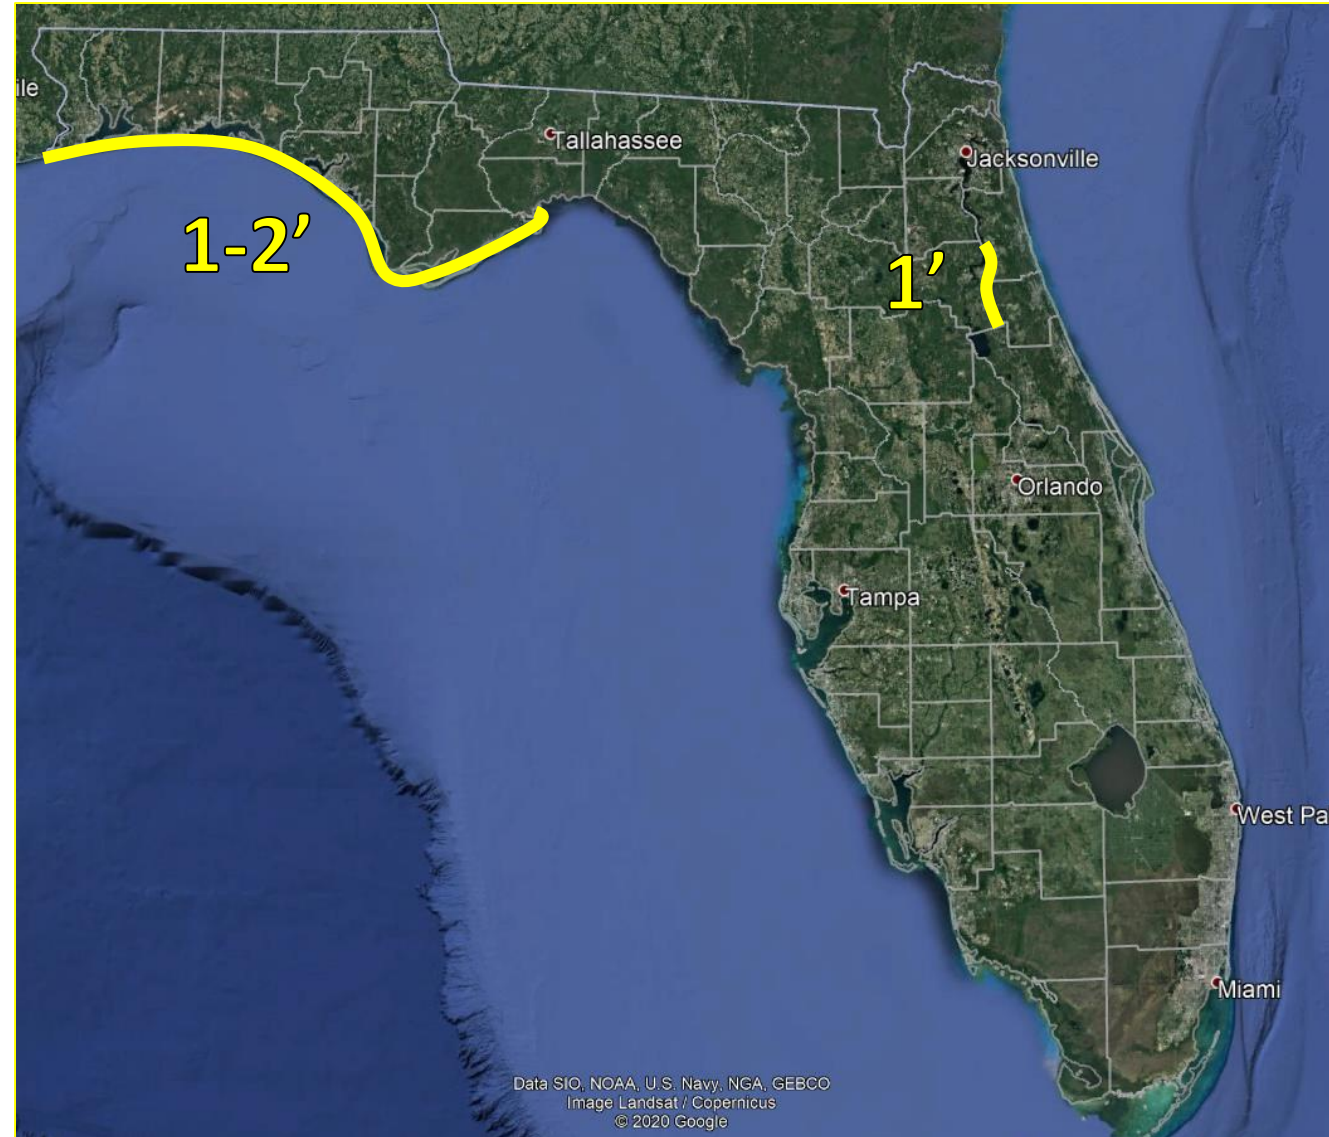 ile
Tallahassee
Jacksonville
1-2’
1’
Orlando
Tampa
West Pa
Miami
Data SIO, NOAA, U.S. Navy, NGA, GEBCO
Image Landsat / Copernicus
© 2020 Google